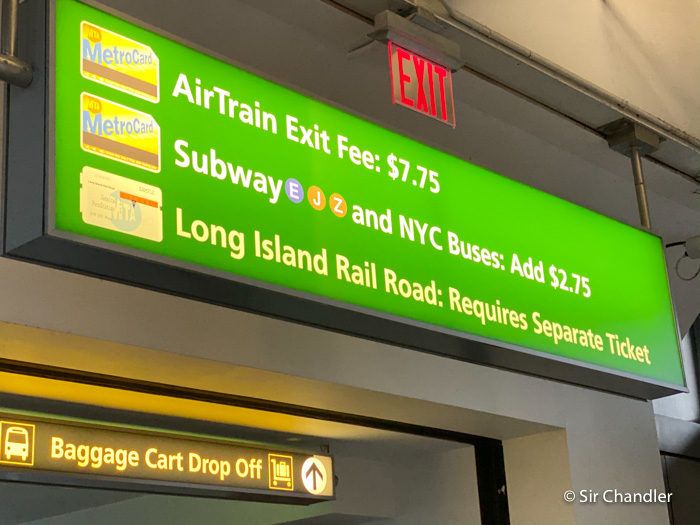 MetroCard
AirTrain Exit Fee: $7.75
EXIT
MetroCard
Subway E J Z and NYC Buses: Add $2.75
Long Island Rail Road: Requires Separate Ticket
Baggage Cart Drop Off
© Sir Chandler